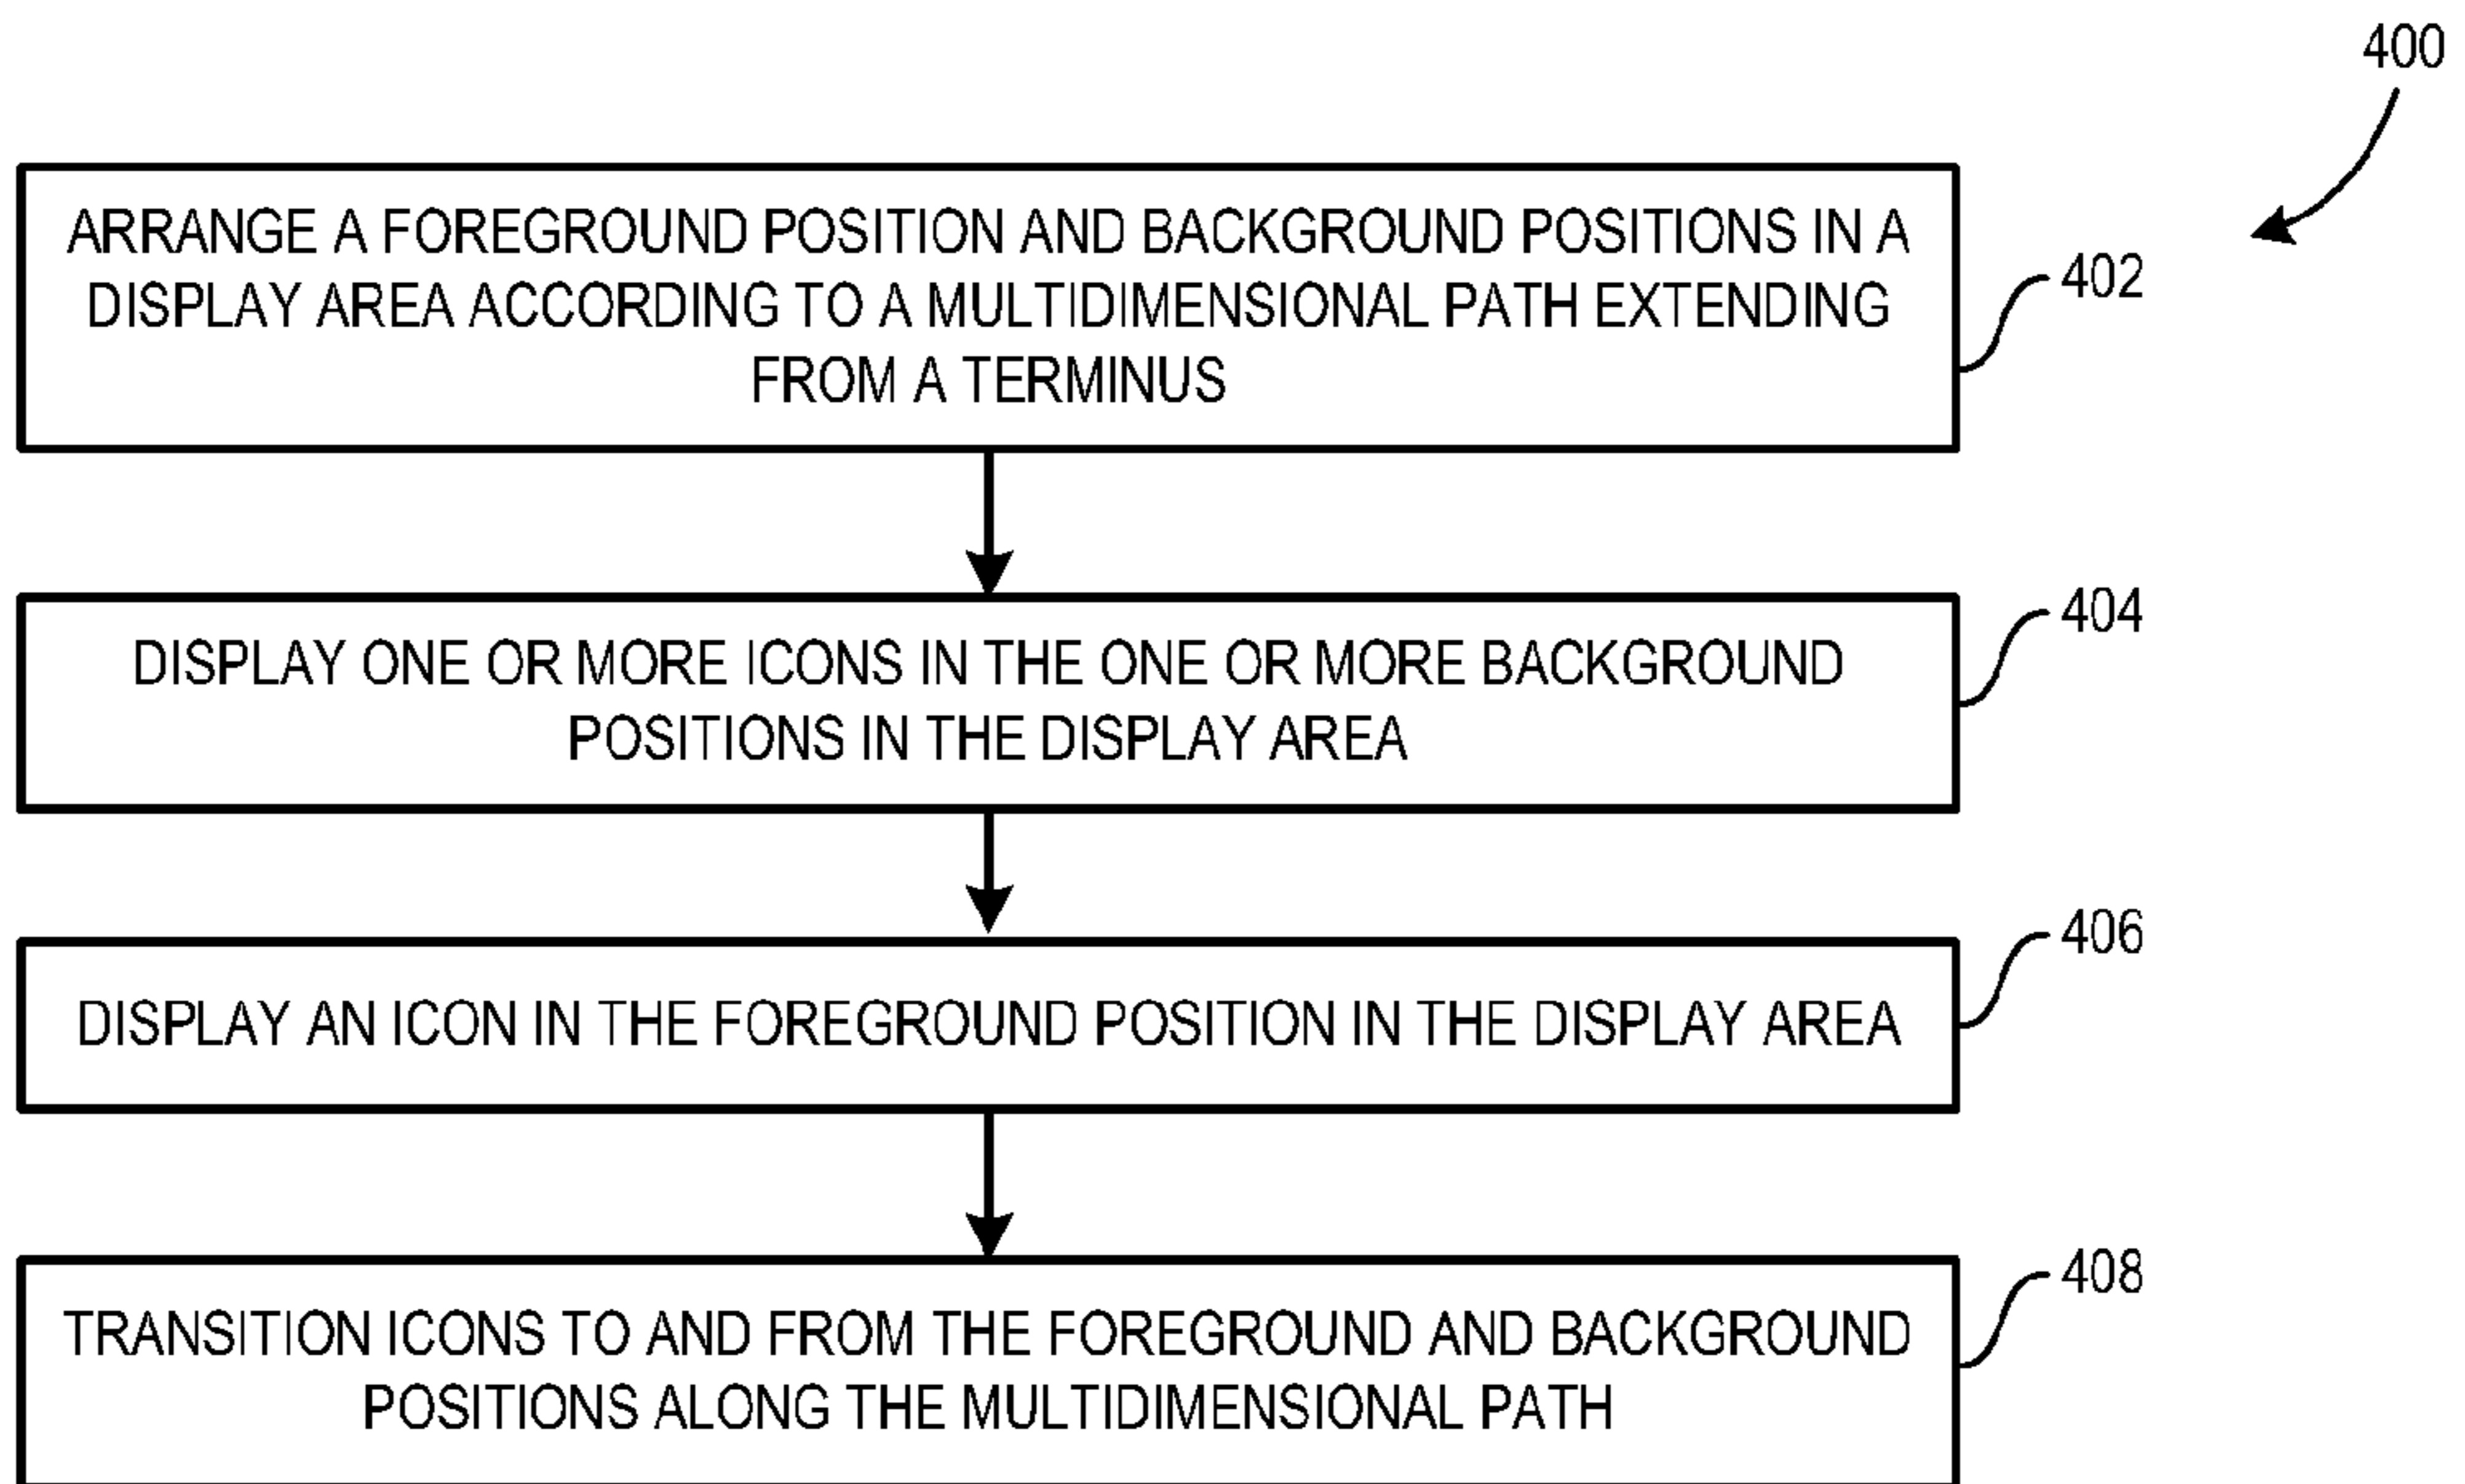 400
ARRANGE A FOREGROUND POSITION AND BACKGROUND POSITIONS IN A
DISPLAY AREA ACCORDING TO A MULTIDIMENSIONAL PATH EXTENDING
FROM A TERMINUS
402
DISPLAY ONE OR MORE ICONS IN THE ONE OR MORE BACKGROUND
POSITIONS IN THE DISPLAY AREA
404
DISPLAY AN ICON IN THE FOREGROUND POSITION IN THE DISPLAY AREA
406
TRANSITION ICONS TO AND FROM THE FOREGROUND AND BACKGROUND
POSITIONS ALONG THE MULTIDIMENSIONAL PATH
408